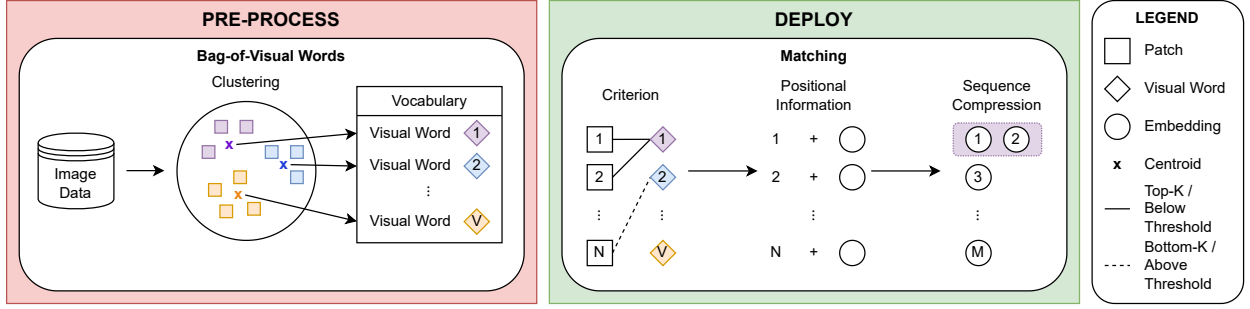 PRE-PROCESS
Bag-of-Visual Words
Clustering
Image
Data
x
x
x
Vocabulary
Visual Word 1
Visual Word 2
⋮
Visual Word V
DEPLOY
Matching
Criterion
Positional
Information
Sequence
Compression
1 1 1 + 1 2
2 2 2 + 3
⋮ ⋮ ⋮ ⋮
N V N + M
LEGEND
Patch
Visual Word
Embedding
x Centroid
Top-K /
Below
Threshold
Bottom-K /
Above
Threshold